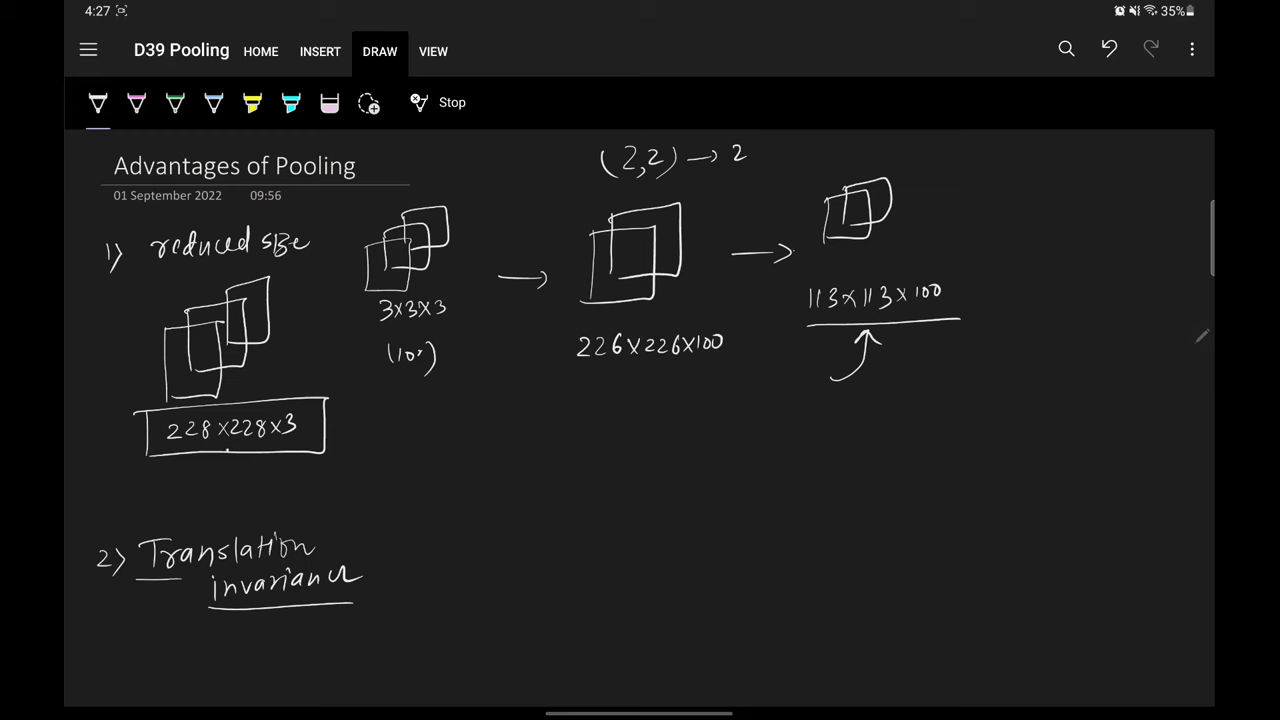 4:27 35%
D39 Pooling HOME INSERT DRAW VIEW
Stop
Advantages of Pooling
01 September 2022 09:56
(2,2) → 2
1) reduced size
3x3x3
(100)
228x228x3
→
226x226x100
→
113x113x100
2) Translation
invariance